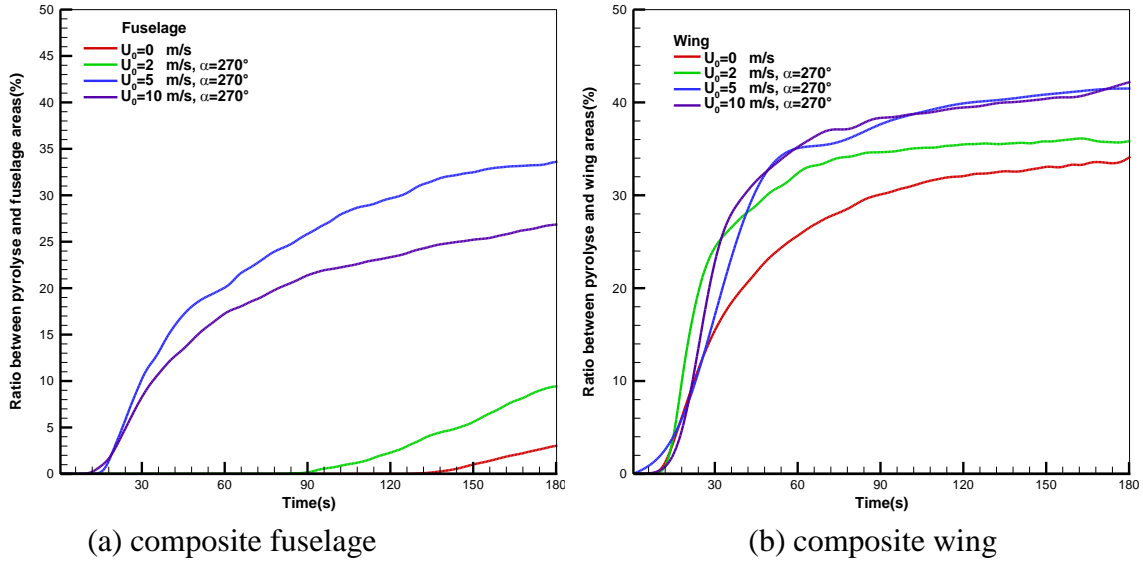 Ratio between pyrolyse and fuselage areas(%)
50
45
40
35
30
25
20
15
10
5
0
Fuselage
U0=0 m/s
U0=2 m/s, α=270°
U0=5 m/s, α=270°
U0=10 m/s, α=270°
30 60 90 120 150 180
Time(s)
(a) composite fuselage
Ratio between pyrolyse and wing areas(%)
50
40
30
20
10
0
Wing
U0=0 m/s
U0=2 m/s, α=270°
U0=5 m/s, α=270°
U0=10 m/s, α=270°
30 60 90 120 150 180
Time(s)
(b) composite wing